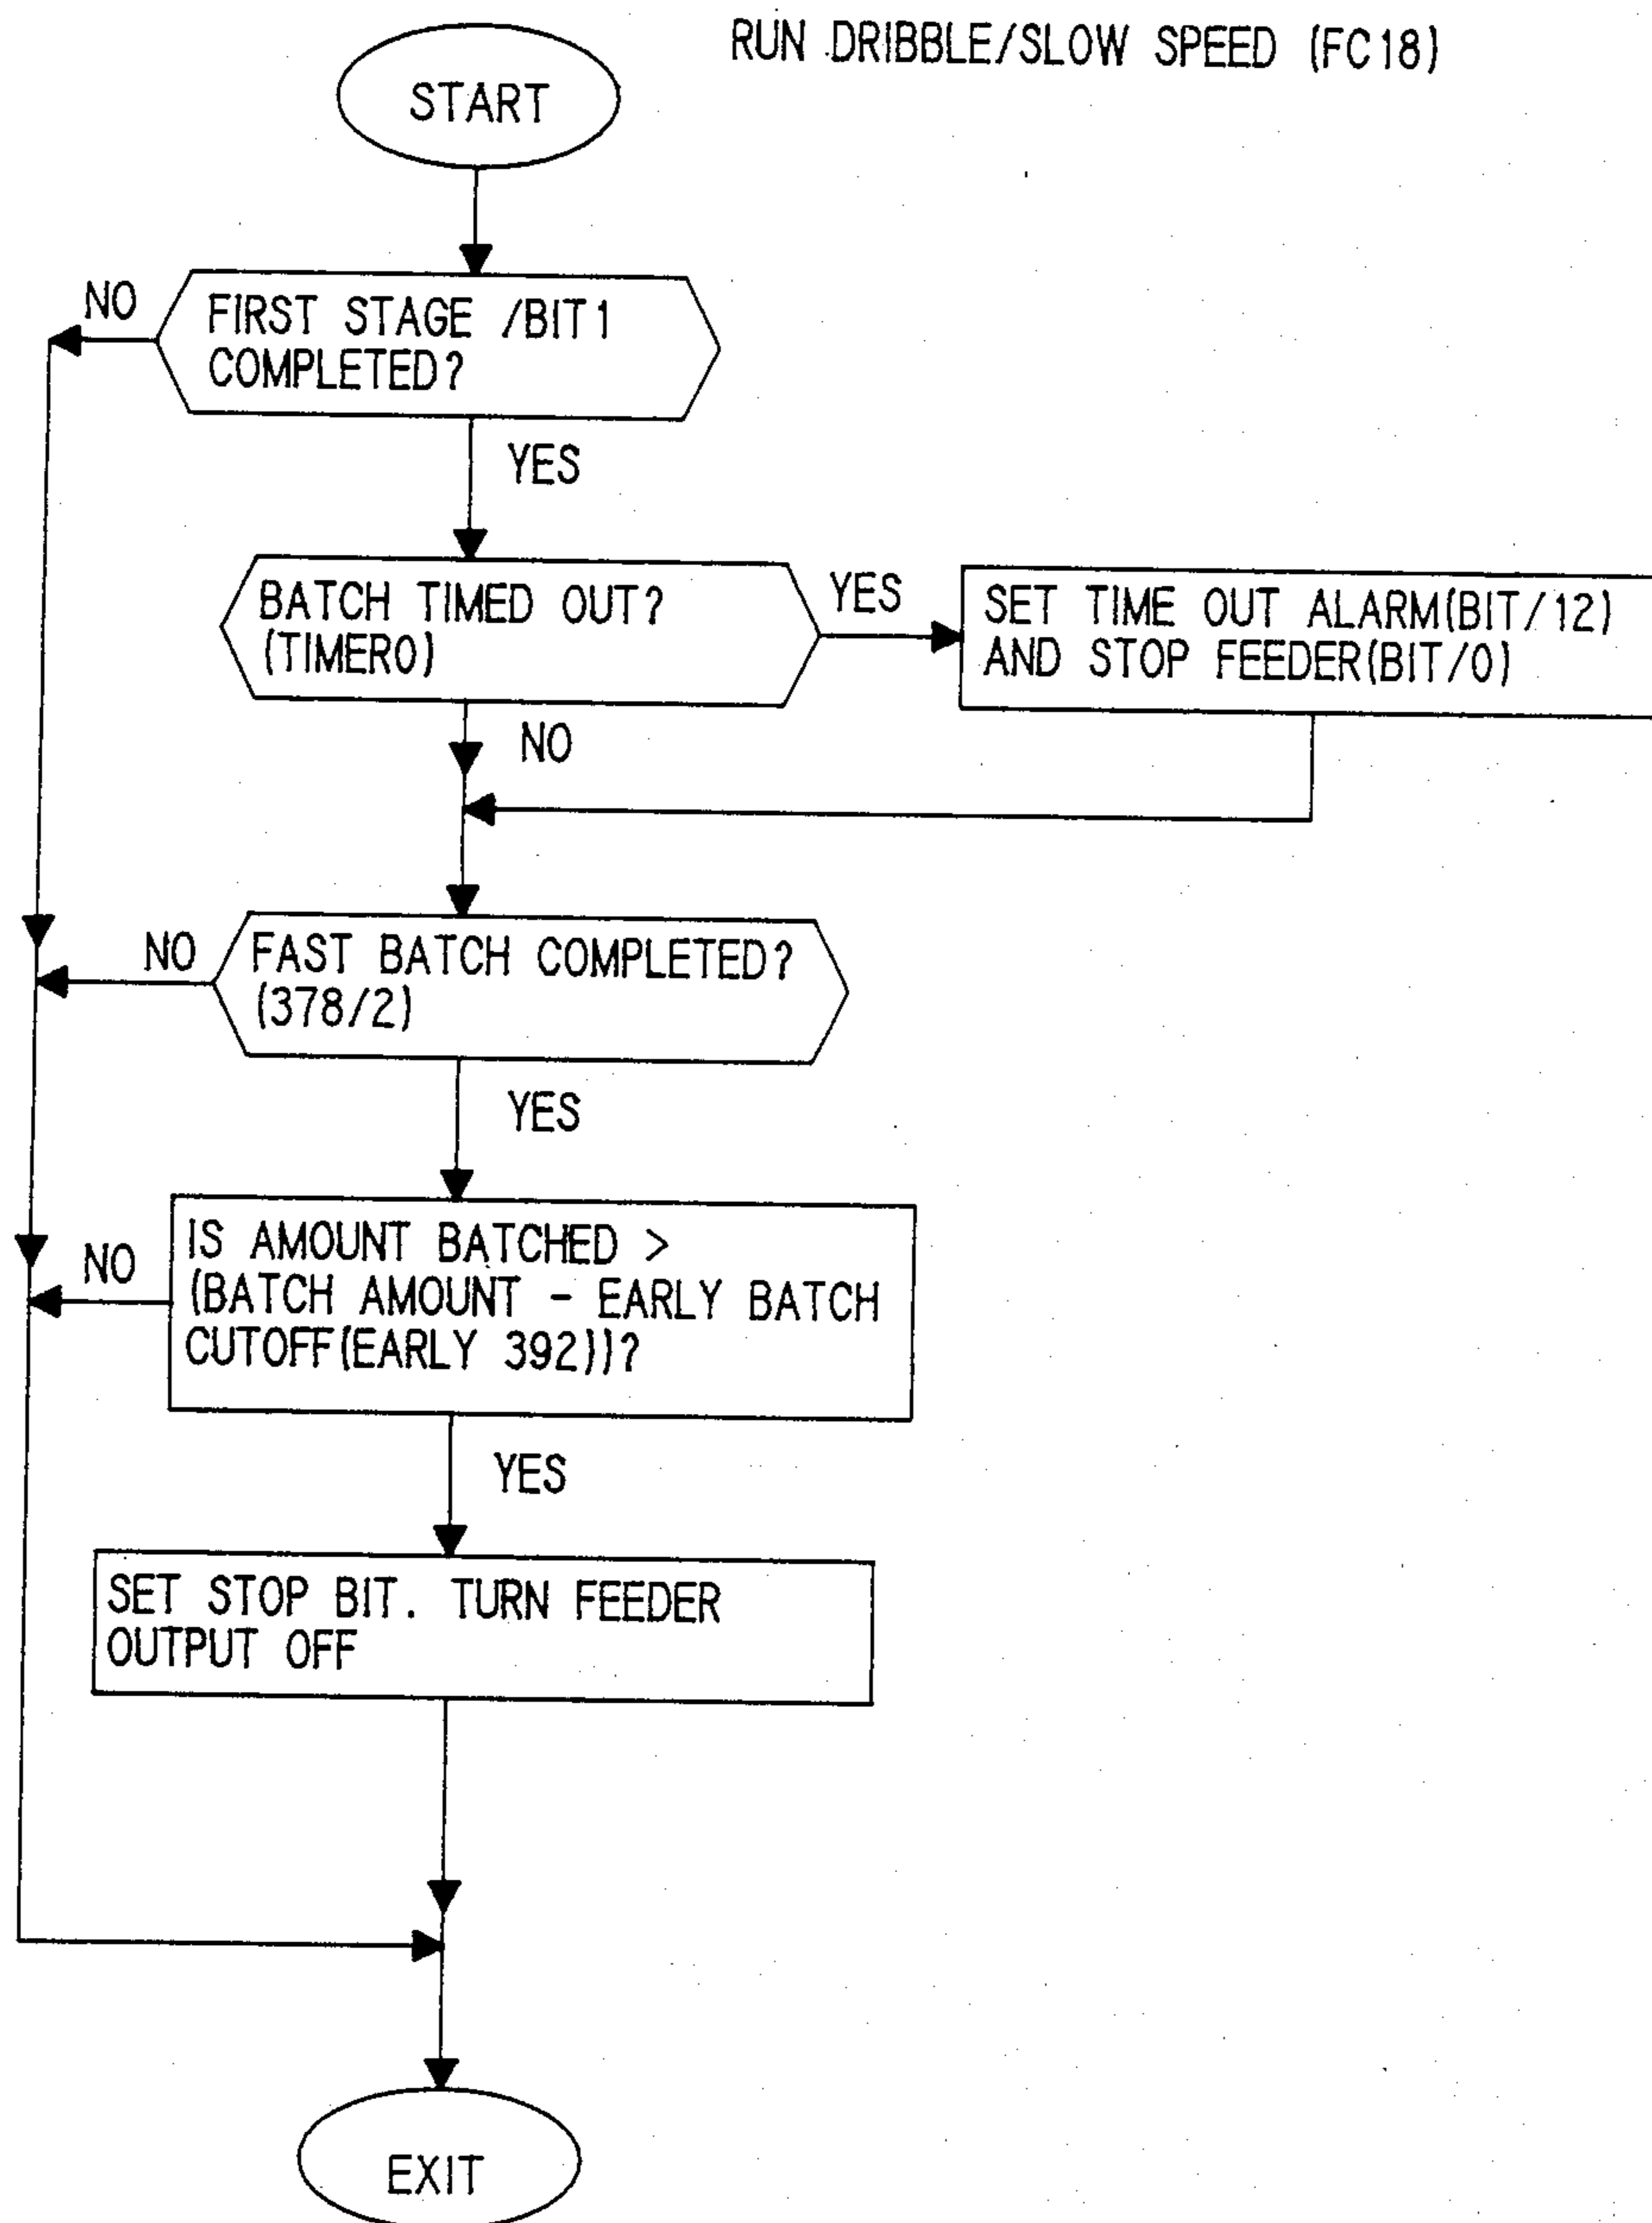 RUN DRIBBLE/SLOW SPEED (FC18)
START
NO
FIRST STAGE /BIT1
COMPLETED?
YES
BATCH TIMED OUT?
(TIMER0)
YES
SET TIME OUT ALARM(BIT/12)
AND STOP FEEDER(BIT/0)
NO
NO
FAST BATCH COMPLETED?
(378/2)
YES
NO
IS AMOUNT BATCHED >
(BATCH AMOUNT - EARLY BATCH
CUTOFF(EARLY 392))?
YES
SET STOP BIT. TURN FEEDER
OUTPUT OFF
EXIT